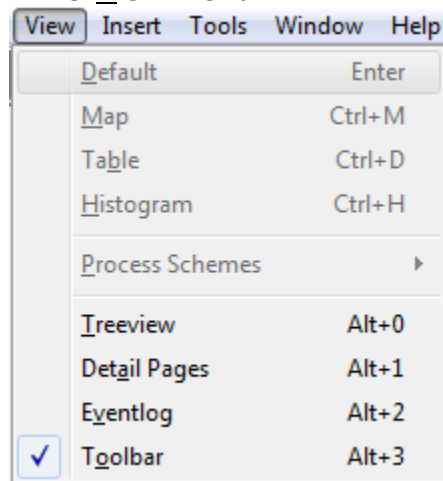 View Insert Tools Window Help
Default Enter
Map Ctrl+M
Table Ctrl+D
Histogram Ctrl+H
Process Schemes
Treeview Alt+0
Detail Pages Alt+1
Eventlog Alt+2
Toolbar Alt+3